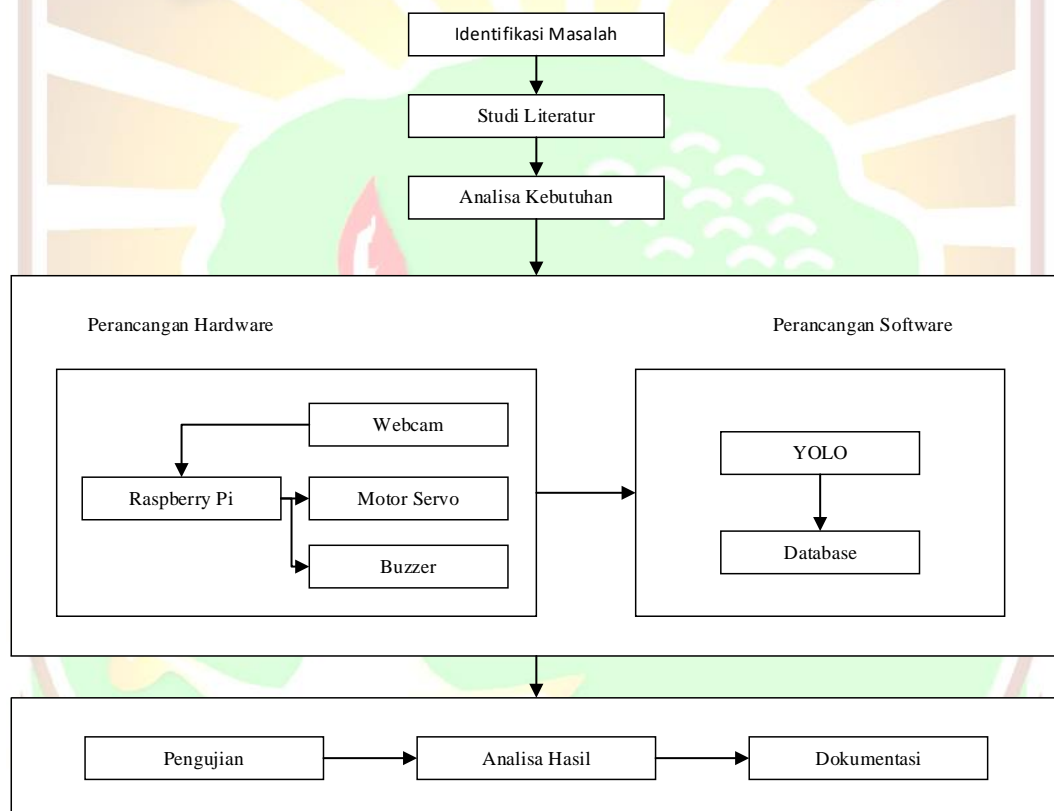 Identifikasi Masalah
Studi Literatur
Analisa Kebutuhan
Perancangan Hardware
Perancangan Software
Webcam
Raspberry Pi
Motor Servo
Buzzer
YOLO
Database
Pengujian
Analisa Hasil
Dokumentasi